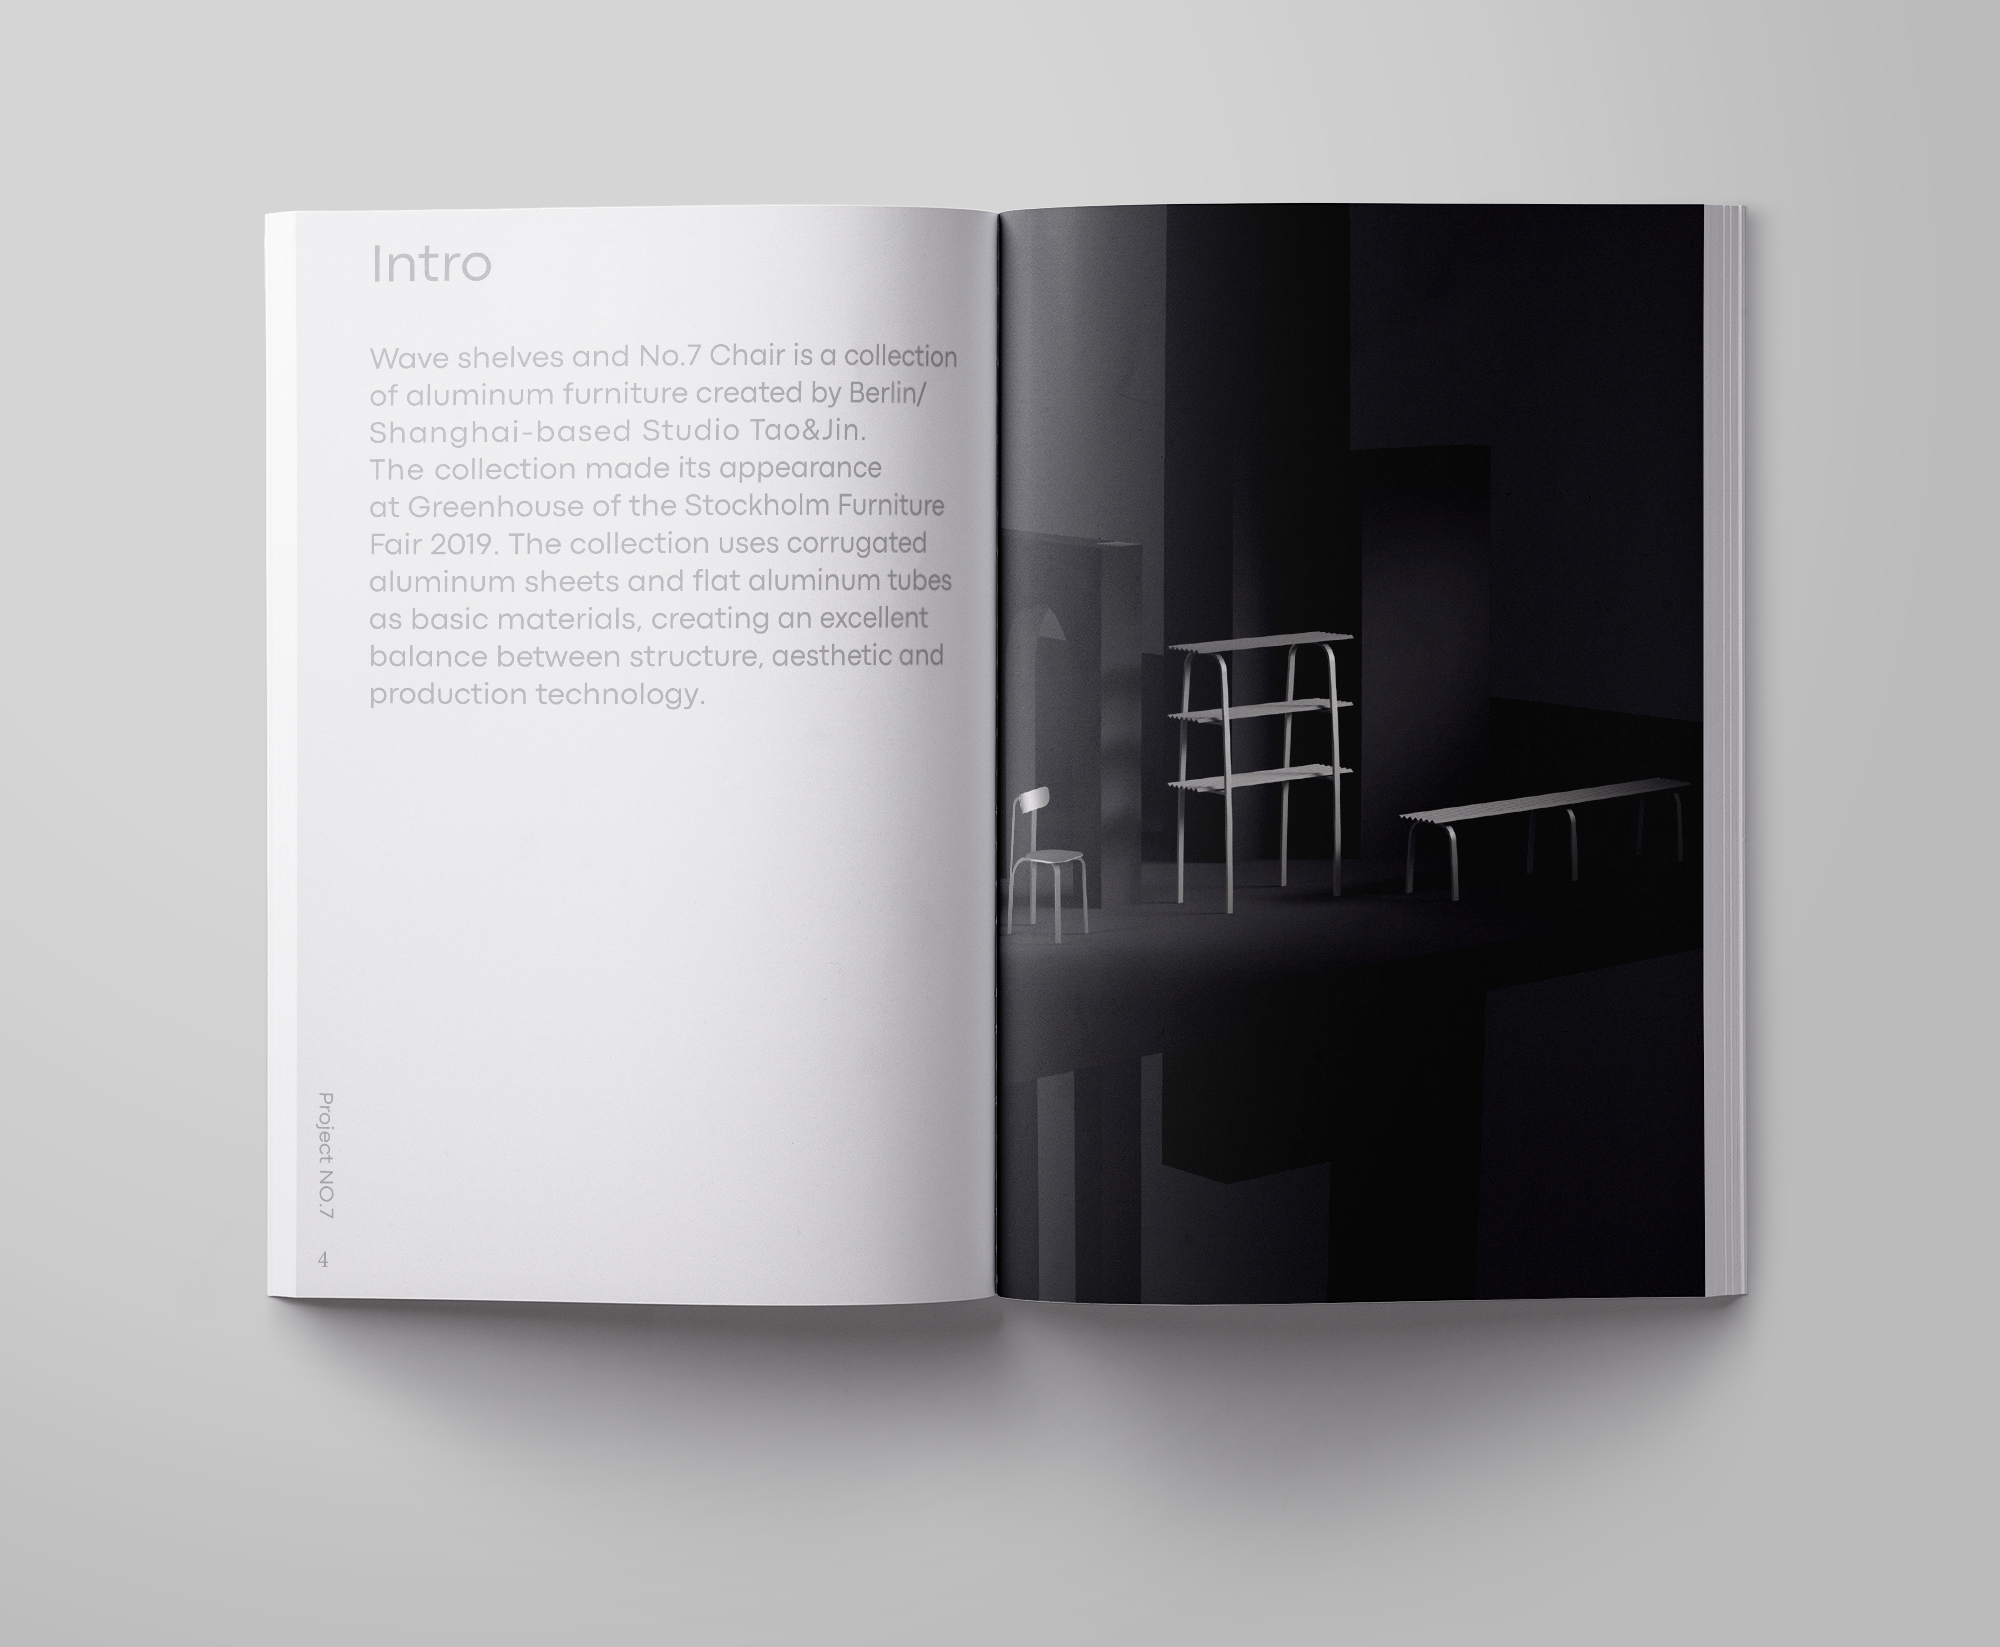 Intro
Wave shelves and No.7 Chair is a collection
of aluminum furniture created by Berlin/
Shanghai-based Studio Tao&Jin.
The collection made its appearance
at Greenhouse of the Stockholm Furniture
Fair 2019. The collection uses corrugated
aluminum sheets and flat aluminum tubes
as basic materials, creating an excellent
balance between structure, aesthetic and
production technology.
Project NO.7
4